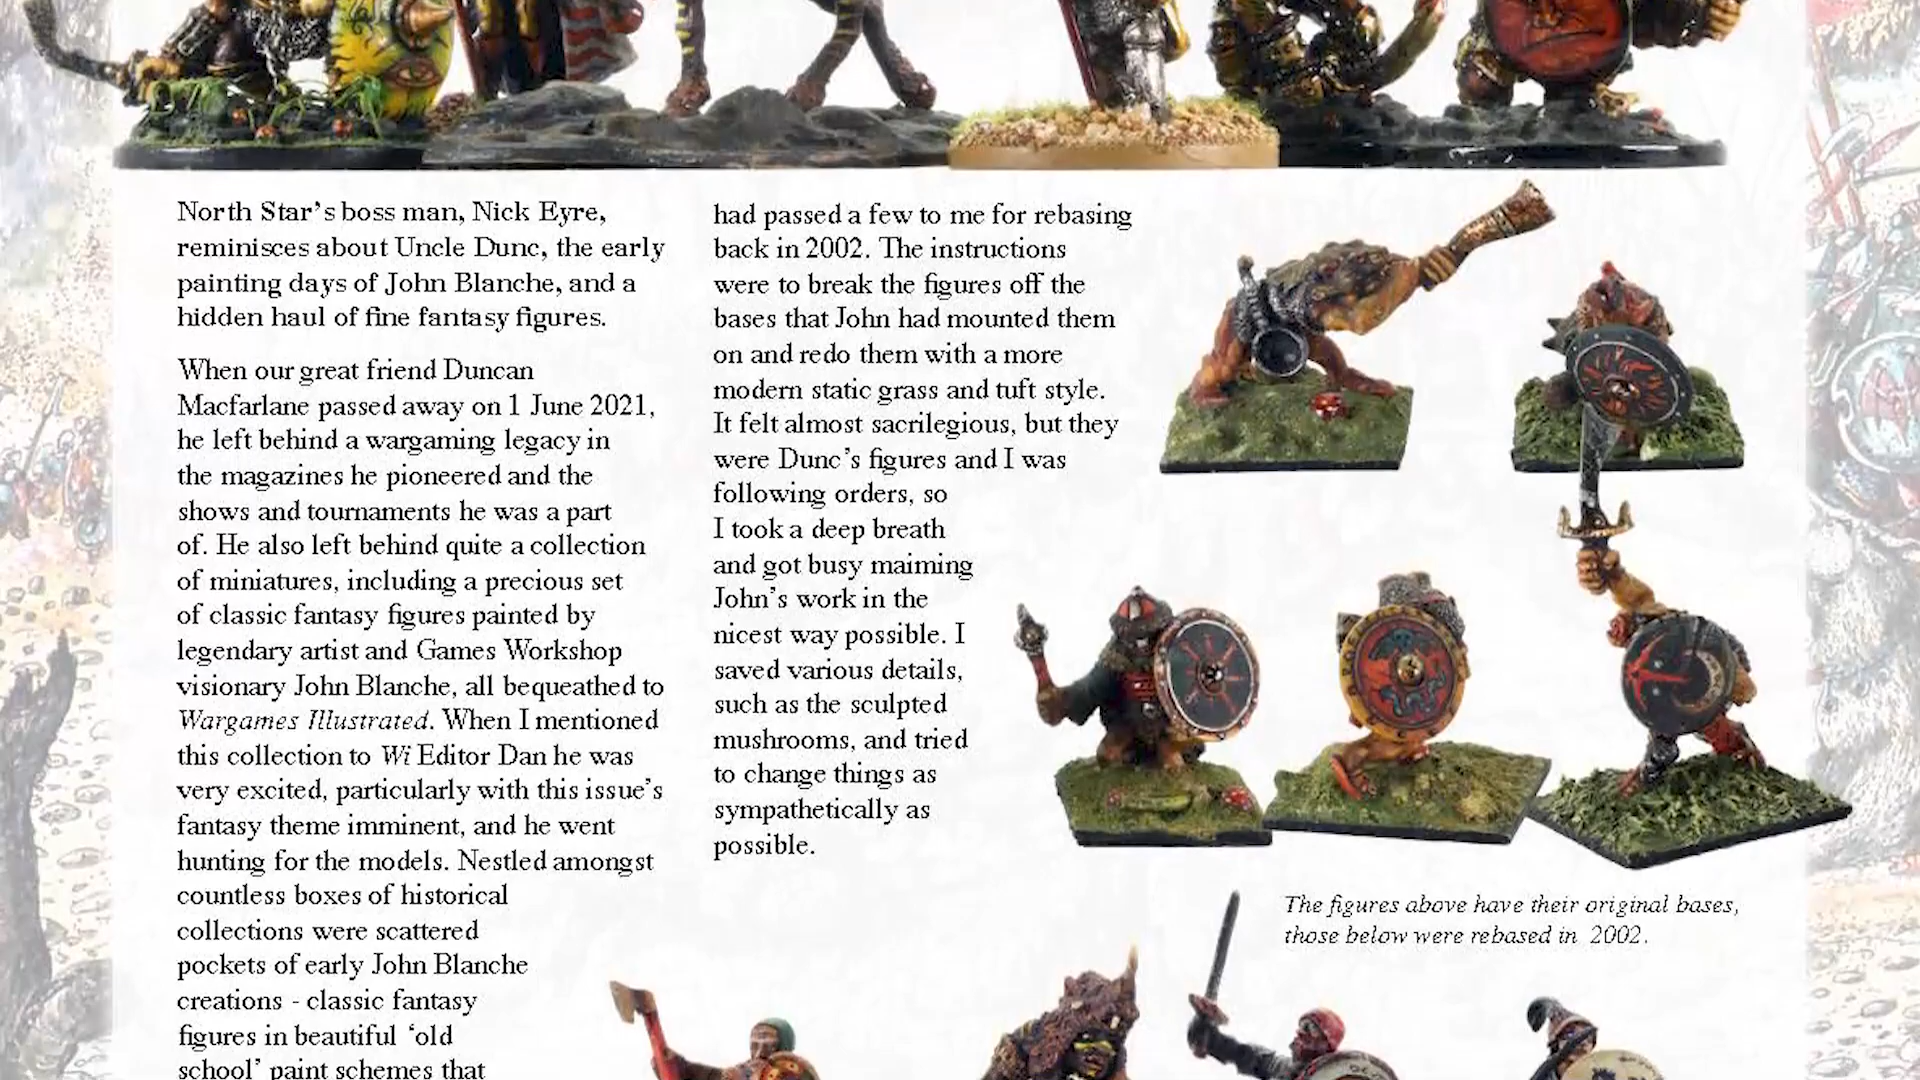 North Star's boss man, Nick Eyre,
reminisces about Uncle Dunc, the early
painting days of John Blanche, and a
hidden haul of fine fantasy figures.
When our great friend Duncan
Macfarlane passed away on 1 June 2021,
he left behind a wargaming legacy in
the magazines he pioneered and the
shows and tournaments he was a part
of. He also left behind quite a collection
of miniatures, including a precious set
of classic fantasy figures painted by
legendary artist and Games Workshop
visionary John Blanche, all bequeathed to
Wargames Illustrated. When I mentioned
this collection to Wi Editor Dan he was
very excited, particularly with this issue's
fantasy theme imminent, and he went
hunting for the models. Nestled amongst
countless boxes of historical
collections were scattered
pockets of early John Blanche
creations - classic fantasy
figures in beautiful 'old
school' paint schemes that
had passed a few to me for rebasing
back in 2002. The instructions
were to break the figures off the
bases that John had mounted them
on and redo them with a more
modern static grass and tuft style.
It felt almost sacrilegious, but they
were Dunc's figures and I was
following orders, so
I took a deep breath
and got busy maiming
John's work in the
nicest way possible. I
saved various details,
such as the sculpted
mushrooms, and tried
to change things as
sympathetically as
possible.
The figures above have their original bases,
those below were rebased in 2002.